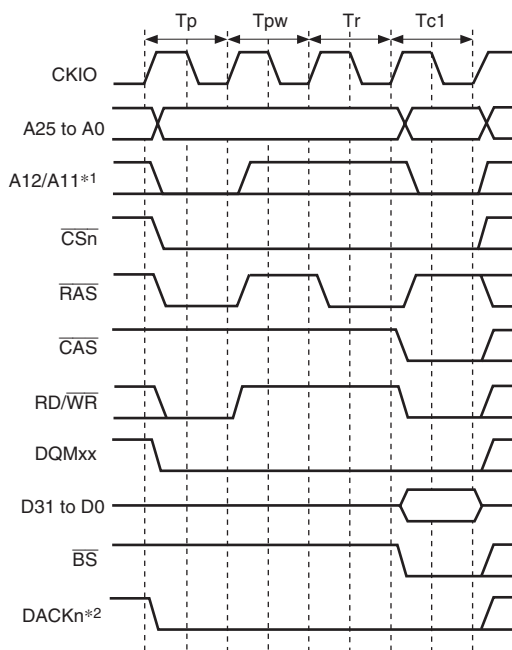 Tp Tpw Tr Tc1
CKIO
A25 to A0
A12/A11*1
CSn
RAS
CAS
RD/WR
DQMxx
D31 to D0
BS
DACKn*2